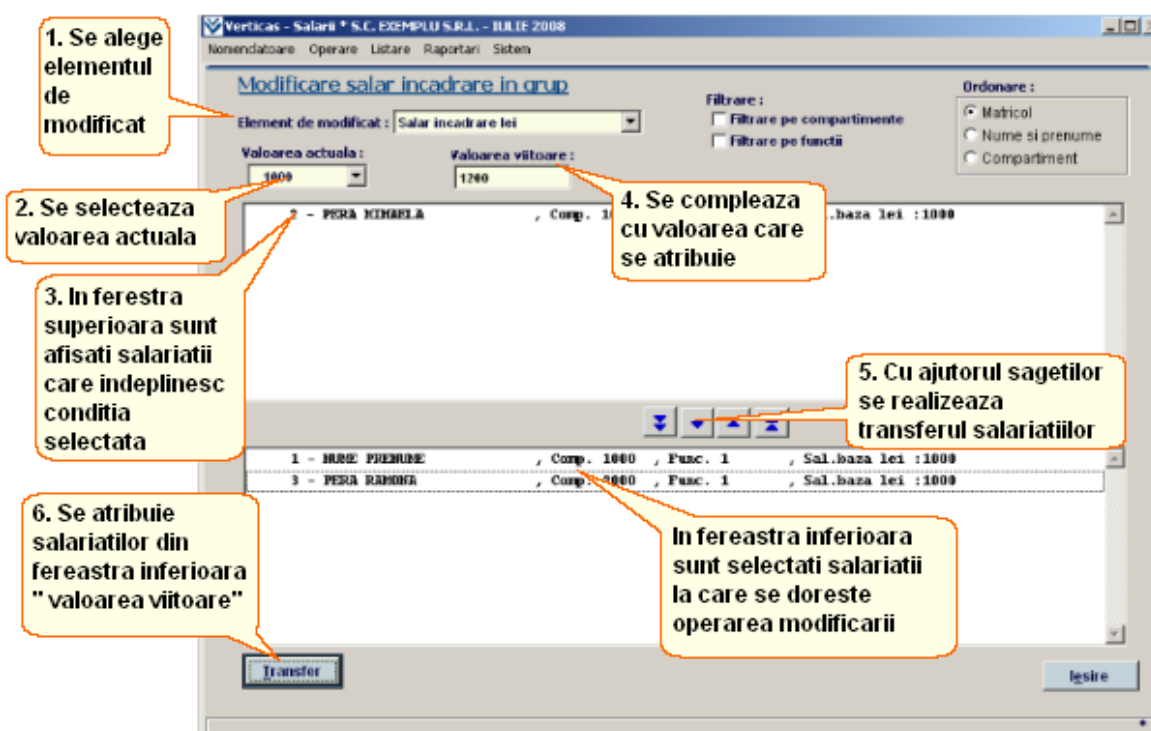 Verticas - Salarii * S.C. EXEMPLU S.R.L. - IULIE 2008
Nomenclatoare Operare Listare Raportari Sistem
1. Se alege
elementul
de
modificat
Modificare salar incadrare in grup
Element de modificat : Salar incadrare lei
Filtrare :
Filtrare pe compartimente
Filtrare pe functii
Ordonare :
Matricol
Nume si prenume
Compartiment
Valoarea actuala :
1000
Valoarea viitoare :
1200
2. Se selecteaza
valoarea actuala
2 - PERA MIHAELA , Comp. 10 .baza lei :1000
4. Se compleaza
cu valoarea care
se atribuie
3. In ferestra
superioara sunt
afisati salariatii
care indeplinesc
conditia
selectata
5. Cu ajutorul sagetilor
se realizeaza
transferul salariatiilor
1 - NUME PRENUME , Comp. 1000 , Func. 1 , Sal.baza lei :1000
3 - PERA RAMONA , Comp. 2000 , Func. 1 , Sal.baza lei :1000
6. Se atribuie
salariatilor din
fereastra inferioara
" valoarea viitoare"
In fereastra inferioara
sunt selectati salariatii
la care se doreste
operarea modificarii
Transfer
Iesire